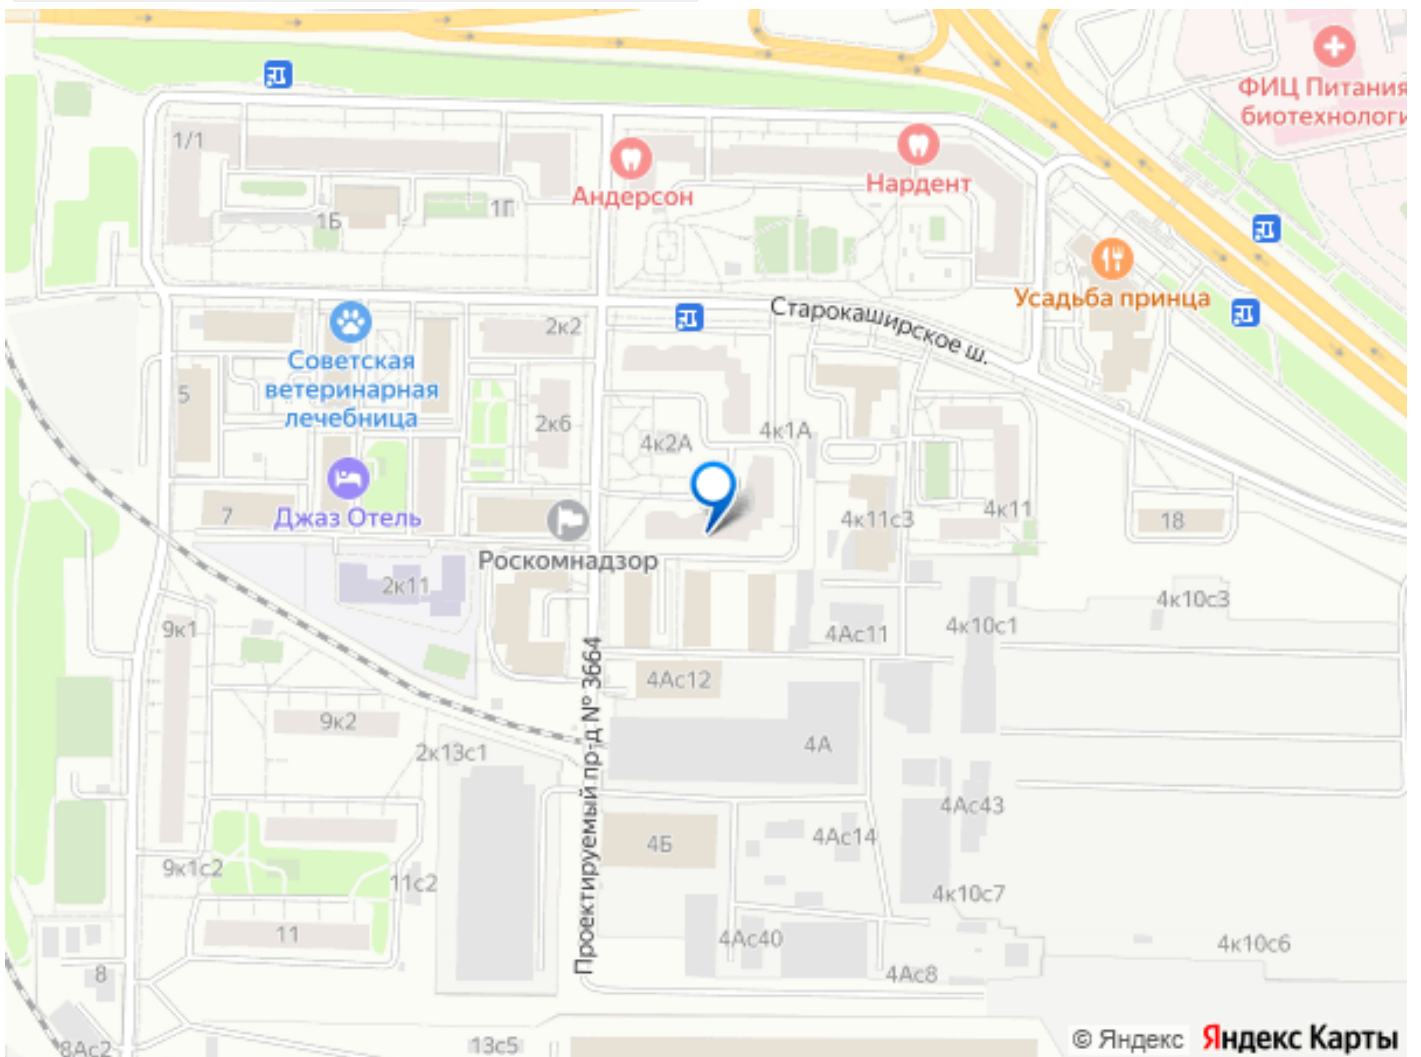 ФИЦ Питания
биотехнологи
1/1
Андерсон
Нардент
1Б
1Г
Усадьба принца
Старокаширское ш.
2к2
Советская
ветеринарная
лечебница
5
2к6
4к2А
4к1А
7
Джаз Отель
4к11с3
4к11
18
Роскомнадзор
2к11
4к10с3
9к1
4Ас11
4к10с1
Проектируемый пр-д № 3664
4Ас12
9к2
2к13с1
4А
4Ас43
4Б
4Ас14
9к1с2
11с2
4к10с7
11
4Ас40
4к10с6
8
4Ас8
8Ас2
13с5
© Яндекс Яндекс Карты